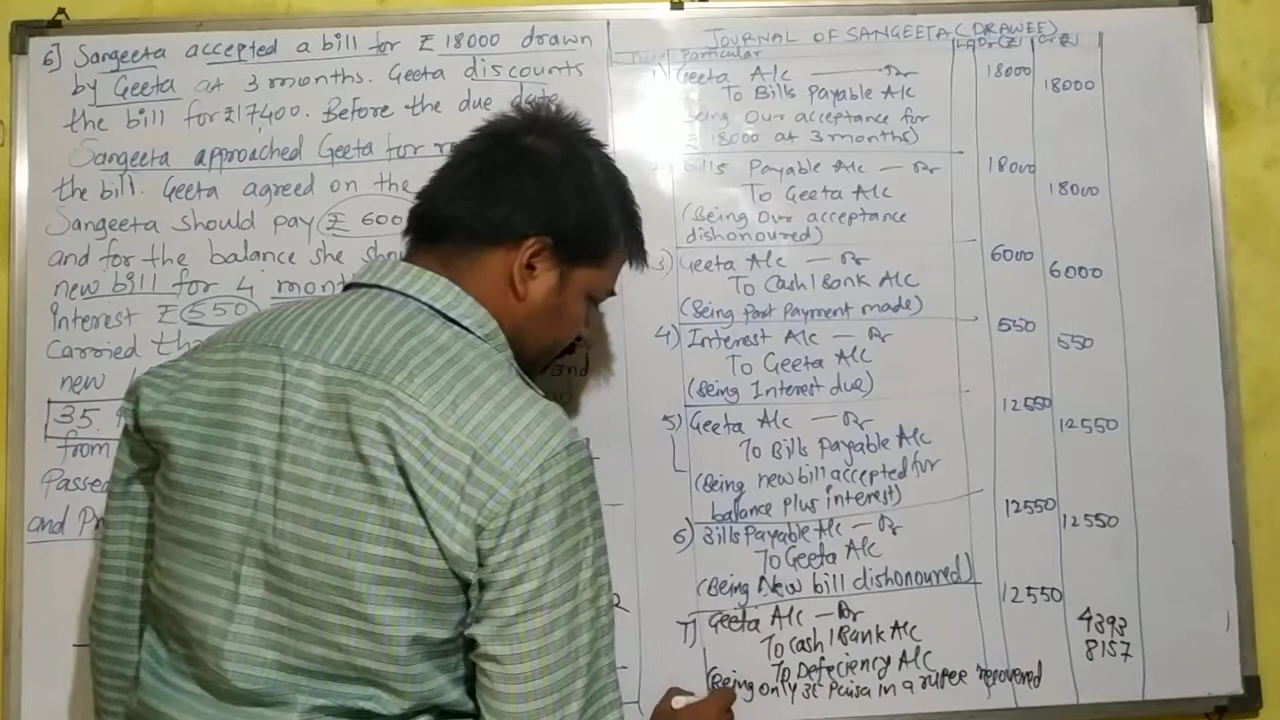 6] Sangeeta accepted a bill for ₹ 18000 drawn
by Geeta at 3 months. Geeta discounts
the bill for ₹17,400. Before the due date
Sangeeta approached Geeta for
the bill. Geeta agreed on the
Sangeeta should pay ₹ 600
and for the balance she
new bill for 4
Interest ₹ 550
Carried
new
35.
from
Passed
and
JOURNAL OF SANGEETA (DRAWEE)
Particular Dr (₹)
1) Geeta A/c — Dr 18000
To Bills Payable A/c 18000
Being Our acceptance for
₹ 18000 at 3 months)
Bills Payable A/c — Dr 18000
To Geeta A/c 18000
(Being Our acceptance
dishonoured)
3) Geeta A/c — Dr 6000
To Cash/Bank A/c 6000
(Being Part Payment made)
4) Interest A/c — Dr 550
To Geeta A/c 550
(Being Interest due)
5) Geeta A/c — Dr 12550
To Bills Payable A/c 12550
(Being new bill accepted for
balance plus interest)
6) Bills Payable A/c — Dr 12550
To Geeta A/c 12550
(Being New bill dishonoured)
7) Geeta A/c — Dr 12550
To Cash/Bank A/c 4393
To Defeciency A/c 8157
(Being Only 35 Paisa in a rupee recovered